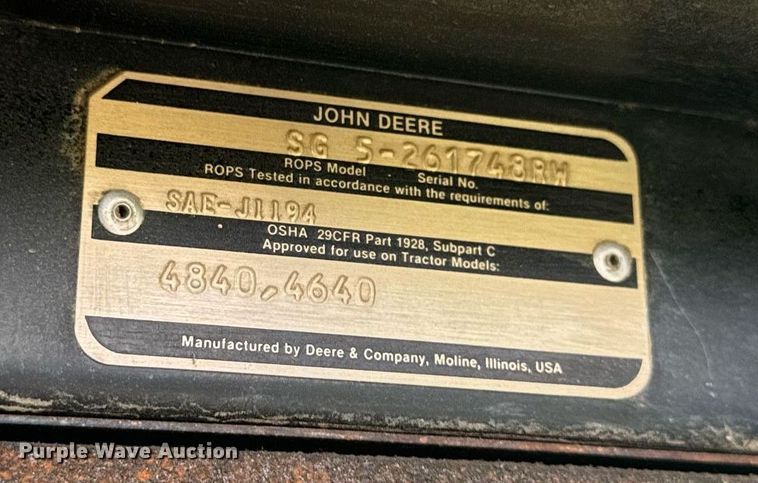 JOHN DEERE
SG 5-261748RW
ROPS Model . Serial No.
ROPS Tested in accordance with the requirements of:
SAE-J1194
OSHA 29CFR Part 1928, Subpart C
Approved for use on Tractor Models:
4840,4640
Manufactured by Deere & Company, Moline, Illinois, USA
Purple Wave Auction